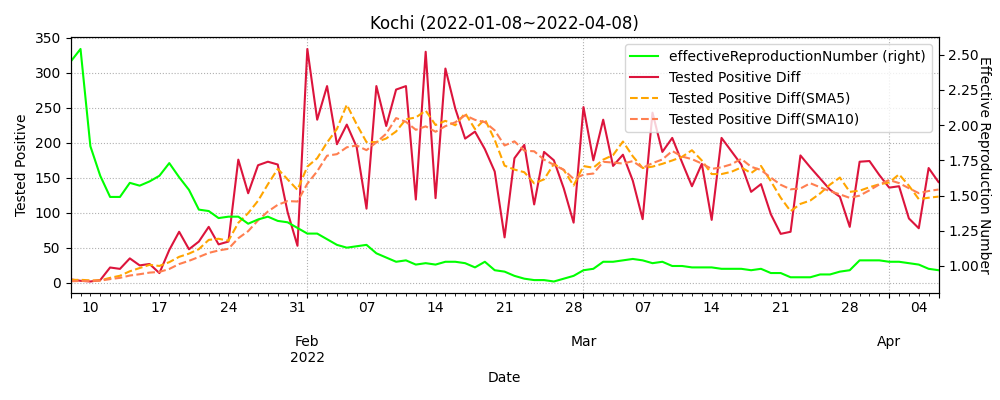 Kochi (2022-01-08~2022-04-08)
effectiveReproductionNumber (right)
Tested Positive Diff
Tested Positive Diff(SMA5)
Tested Positive Diff(SMA10)
Tested Positive
350
300
250
200
150
100
50
0
2.50
2.25
2.00
1.75
1.50
1.25
1.00
Effective Reproduction Number
10 17 24 31 07 14 21 28 07 14 21 28 04
Feb Mar Apr
2022
Date